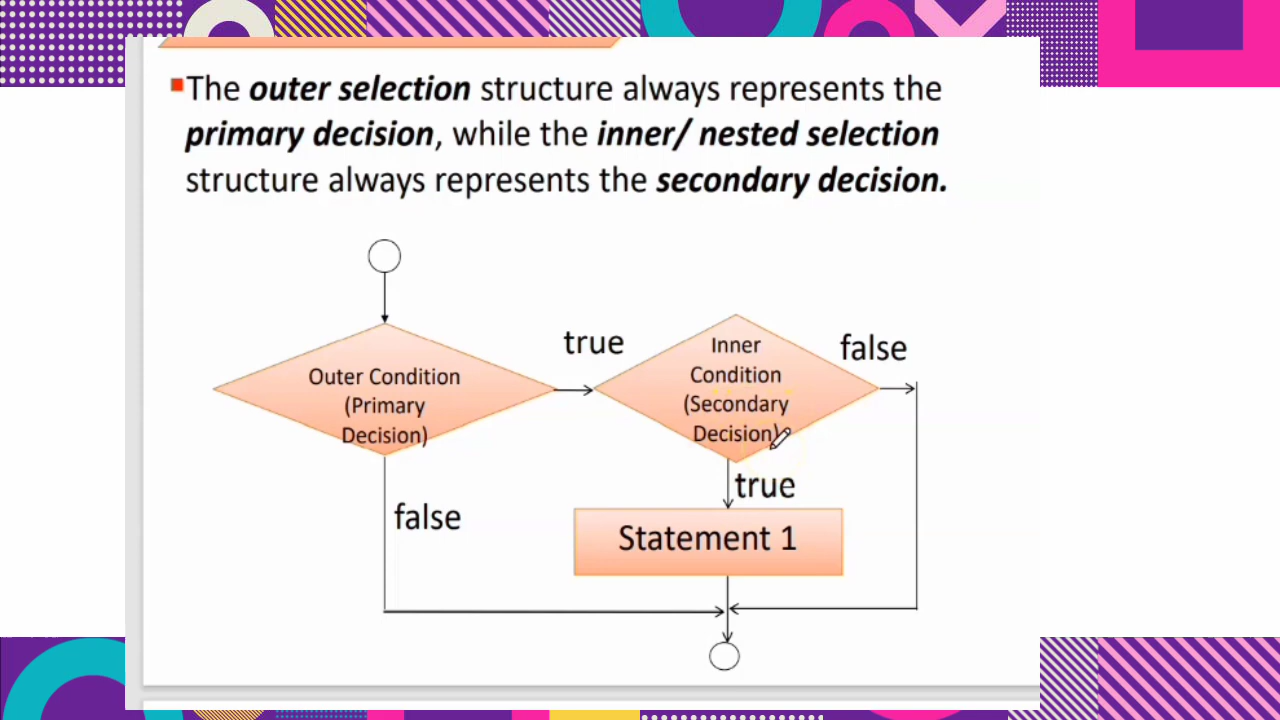 The outer selection structure always represents the
primary decision, while the inner/ nested selection
structure always represents the secondary decision.
true
false
Outer Condition
(Primary
Decision)
Inner
Condition
(Secondary
Decision)
true
false
Statement 1